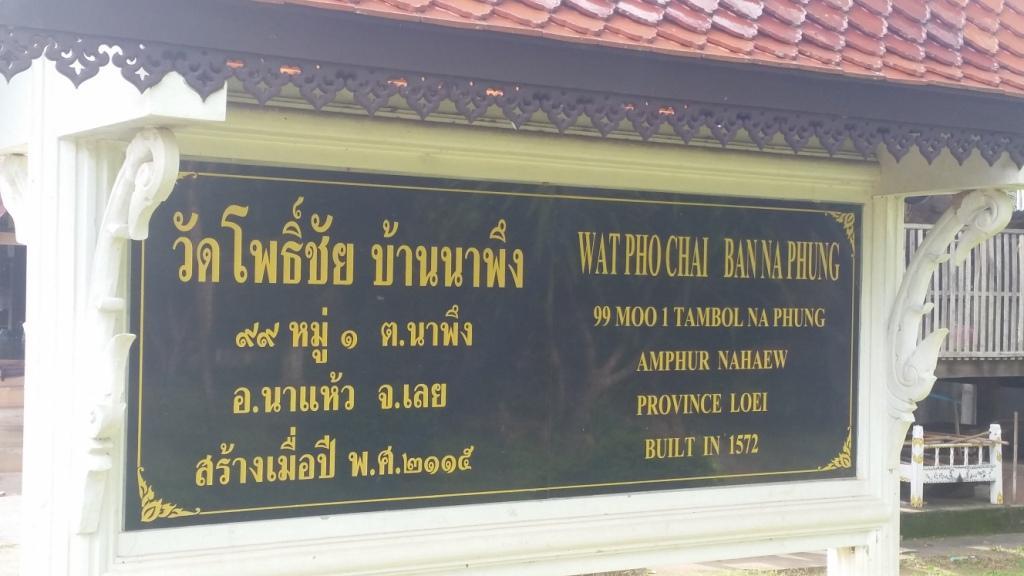 วัดโพธิ์ชัย บ้านนาพึง
๙๙ หมู่ ๑ ต.นาพึง
อ.นาแห้ว จ.เลย
สร้างเมื่อปี พ.ศ.๒๑๑๕
WAT PHO CHAI BAN NA PHUNG
99 MOO 1 TAMBOL NA PHUNG
AMPHUR NAHAEW
PROVINCE LOEI
BUILT IN 1572